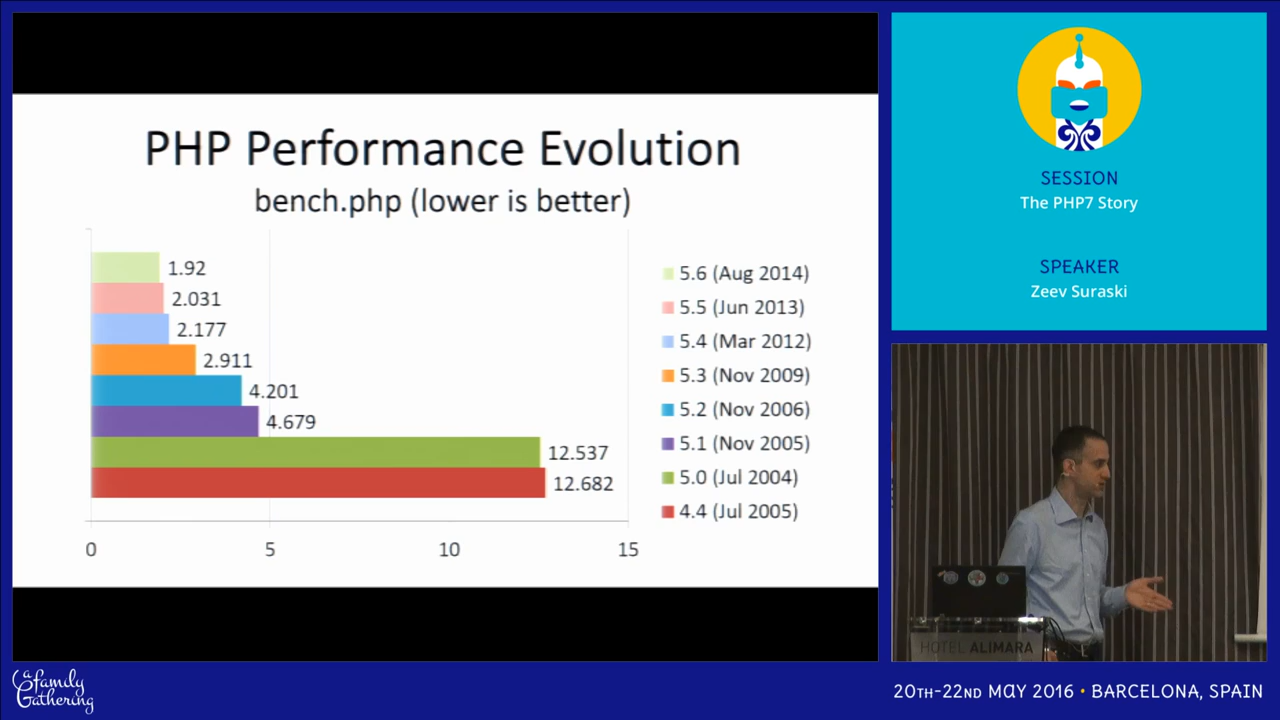 PHP Performance Evolution
bench.php (lower is better)
1.92
2.031
2.177
2.911
4.201
4.679
12.537
12.682
0 5 10 15
5.6 (Aug 2014)
5.5 (Jun 2013)
5.4 (Mar 2012)
5.3 (Nov 2009)
5.2 (Nov 2006)
5.1 (Nov 2005)
5.0 (Jul 2004)
4.4 (Jul 2005)
SESSION
The PHP7 Story
SPEAKER
Zeev Suraski
HOTEL ALIMARA
a family
Gathering
20TH-22ND MAY 2016 • BARCELONA, SPAIN